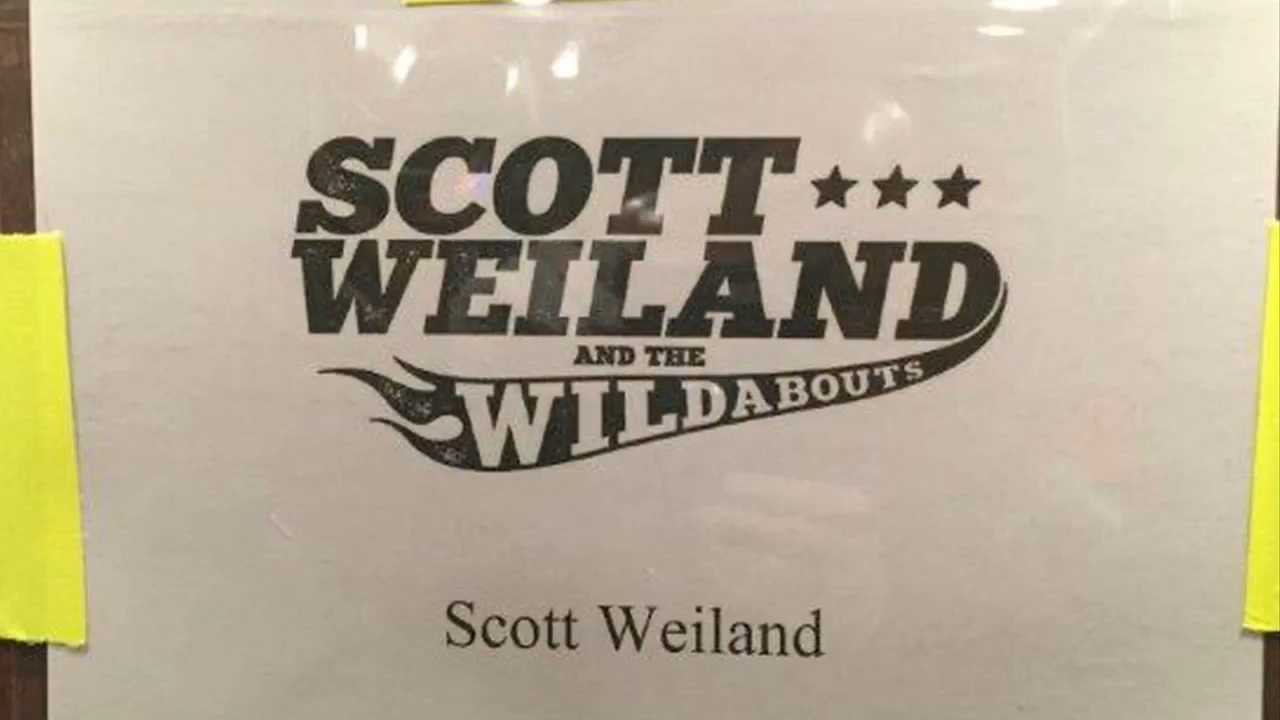 SCOTT
WEILAND
AND THE
WILDABOUTS
Scott Weiland